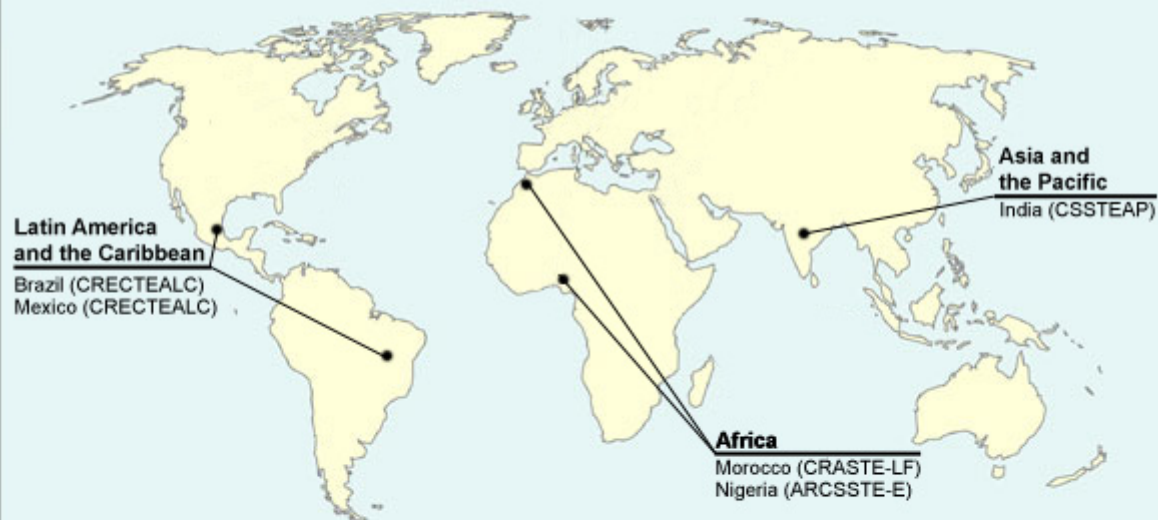 Latin America
and the Caribbean
Brazil (CRECTEALC)
Mexico (CRECTEALC)
Asia and
the Pacific
India (CSSTEAP)
Africa
Morocco (CRASTE-LF)
Nigeria (ARCSSTE-E)